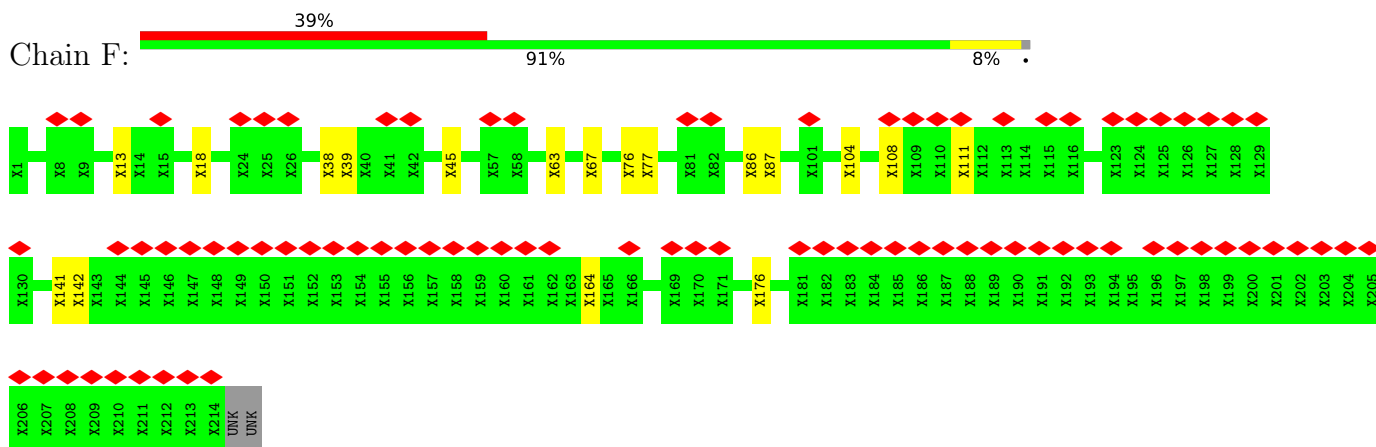 39%
Chain F:
91% 8% •
X1 X8 X9 X13 X14 X15 X18 X24 X25 X26 X38 X39 X40 X41 X42 X45 X57 X58 X63 X67 X76 X77 X81 X82 X86 X87 X101 X104 X108 X109 X110 X111 X112 X113 X114 X115 X116 X123 X124 X125 X126 X127 X128 X129
X130 X141 X142 X143 X144 X145 X146 X147 X148 X149 X150 X151 X152 X153 X154 X155 X156 X157 X158 X159 X160 X161 X162 X163 X164 X165 X166 X169 X170 X171 X176 X181 X182 X183 X184 X185 X186 X187 X188 X189 X190 X191 X192 X193 X194 X195 X196 X197 X198 X199 X200 X201 X202 X203 X204 X205
X206 X207 X208 X209 X210 X211 X212 X213 X214 UNK UNK